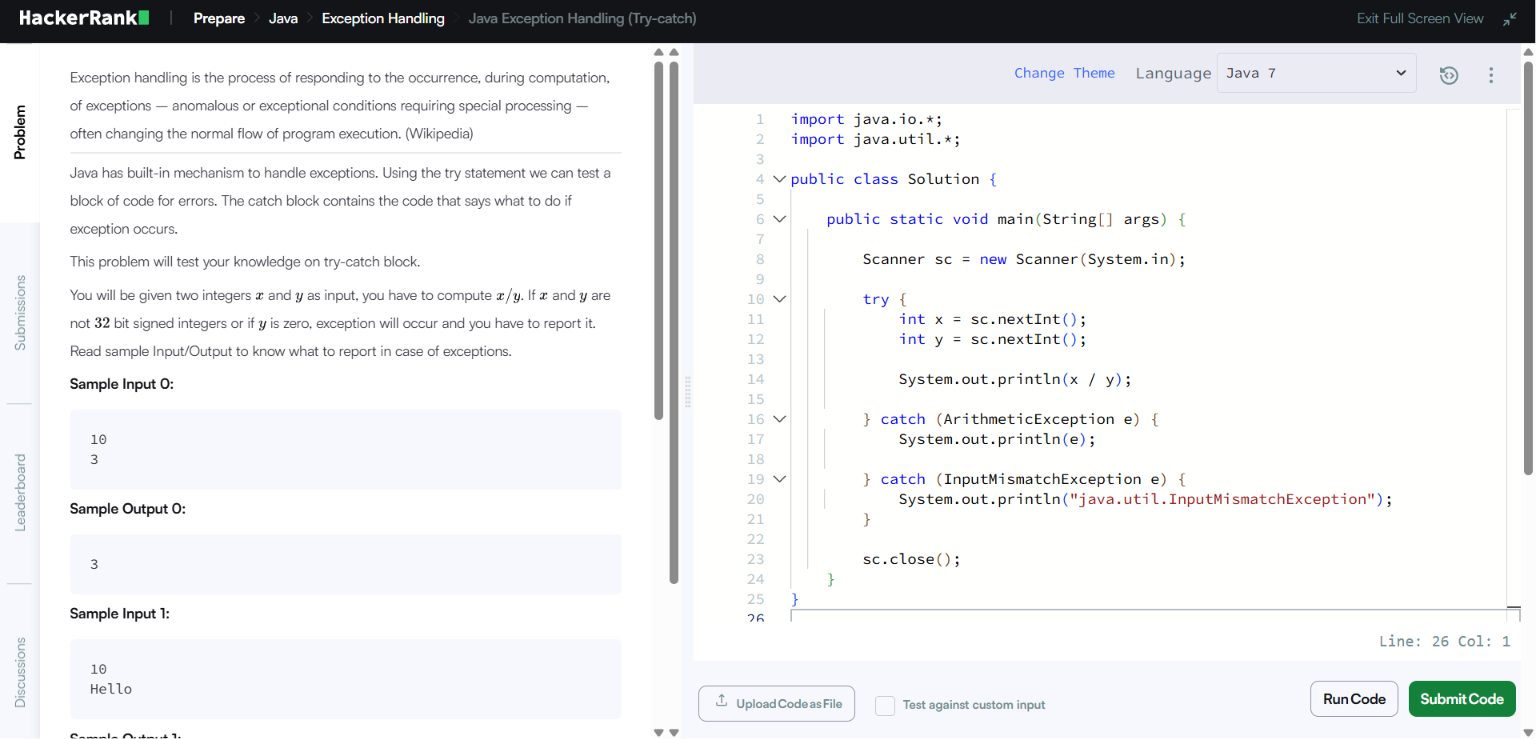 HackerRank | Prepare > Java > Exception Handling > Java Exception Handling (Try-catch)
Exit Full Screen View
Problem
Submissions
Leaderboard
Discussions
Exception handling is the process of responding to the occurrence, during computation,
of exceptions — anomalous or exceptional conditions requiring special processing —
often changing the normal flow of program execution. (Wikipedia)
Java has built-in mechanism to handle exceptions. Using the try statement we can test a
block of code for errors. The catch block contains the code that says what to do if
exception occurs.
This problem will test your knowledge on try-catch block.
You will be given two integers x and y as input, you have to compute x/y. If x and y are
not 32 bit signed integers or if y is zero, exception will occur and you have to report it.
Read sample Input/Output to know what to report in case of exceptions.
Sample Input 0:
10
3
Sample Output 0:
3
Sample Input 1:
10
Hello
Sample Output 1:
Change Theme Language Java 7
1 import java.io.*;
2 import java.util.*;
3
4 public class Solution {
5
6 public static void main(String[] args) {
7
8 Scanner sc = new Scanner(System.in);
9
10 try {
11 int x = sc.nextInt();
12 int y = sc.nextInt();
13
14 System.out.println(x / y);
15
16 } catch (ArithmeticException e) {
17 System.out.println(e);
18
19 } catch (InputMismatchException e) {
20 System.out.println("java.util.InputMismatchException");
21 }
22
23 sc.close();
24 }
25 }
26
Line: 26 Col: 1
Upload Code as File
Test against custom input
Run Code
Submit Code